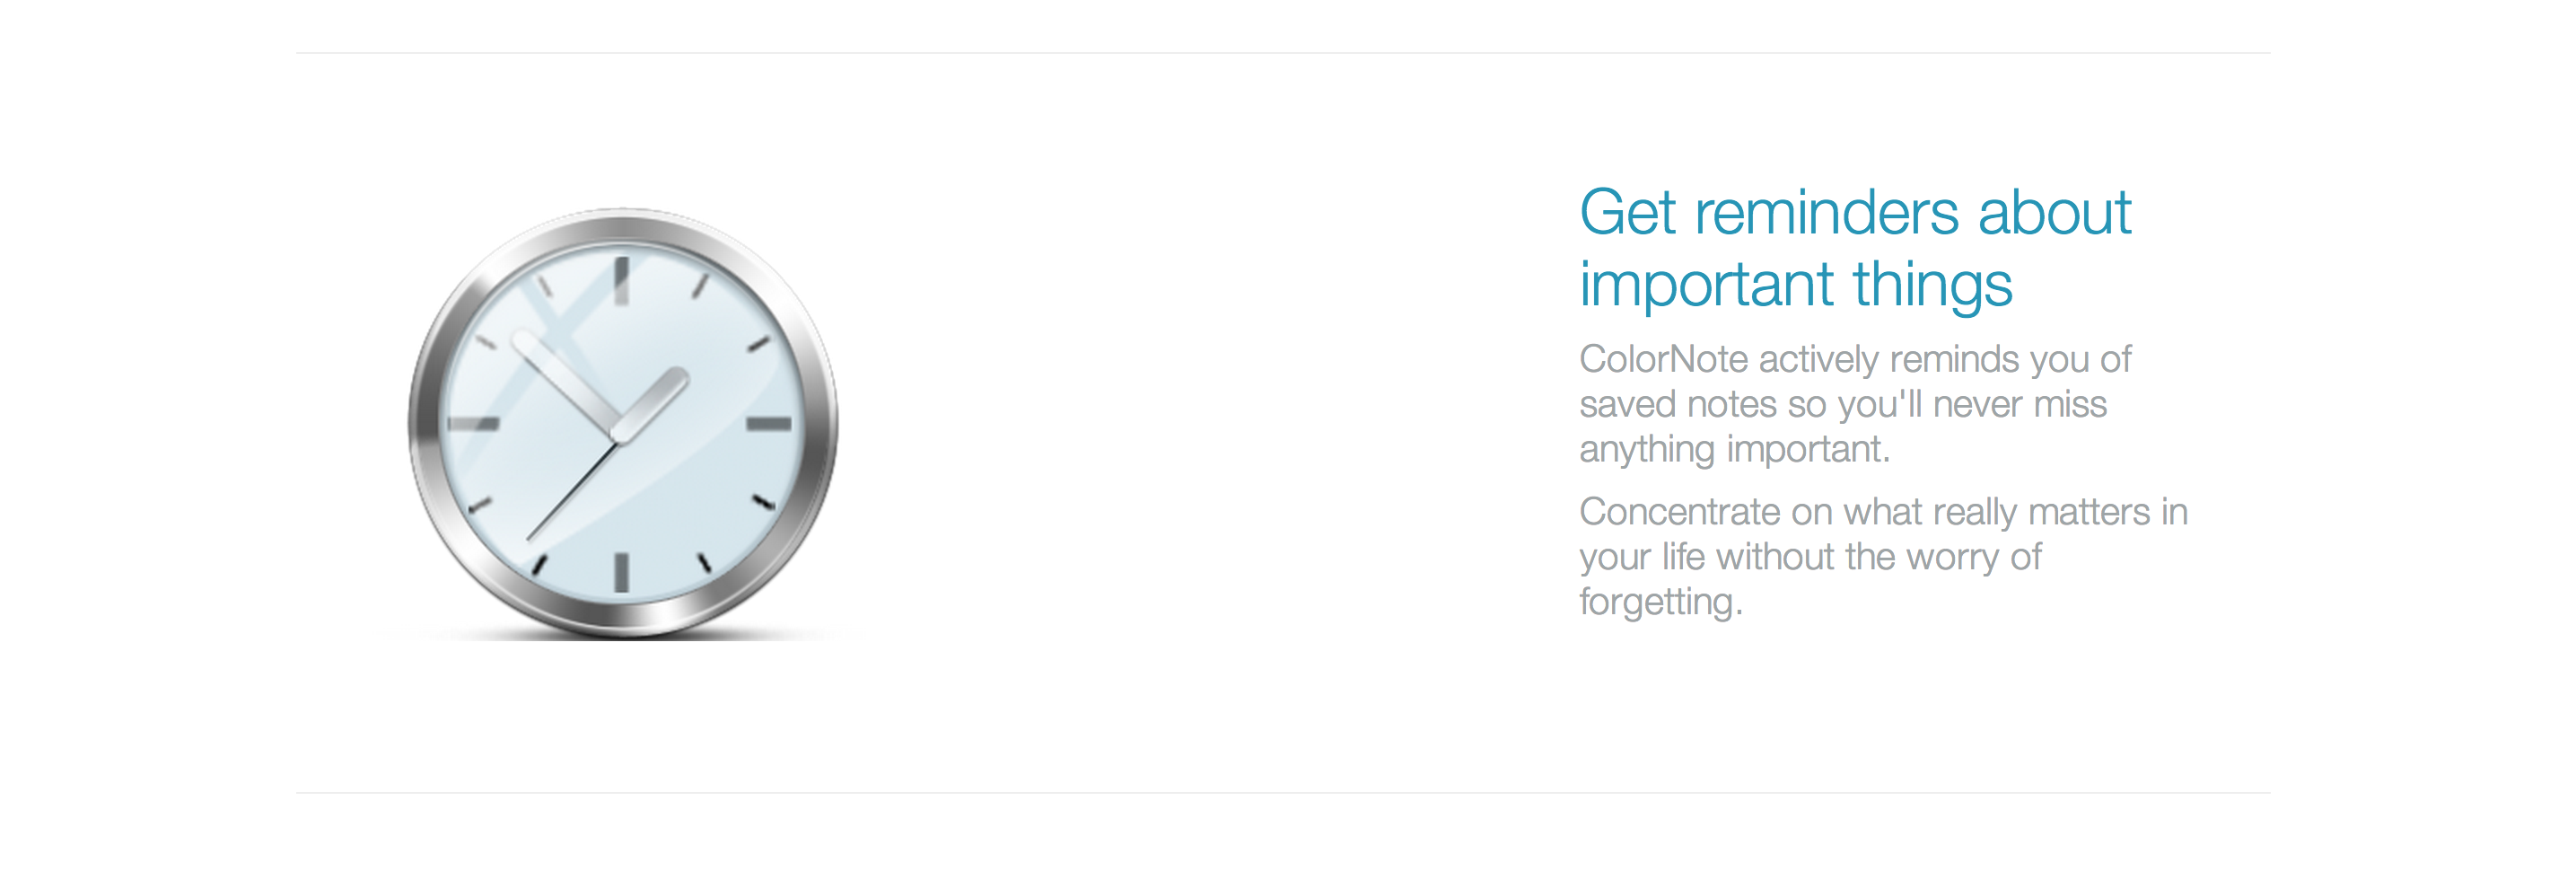 Get reminders about
important things
ColorNote actively reminds you of
saved notes so you'll never miss
anything important.
Concentrate on what really matters in
your life without the worry of
forgetting.